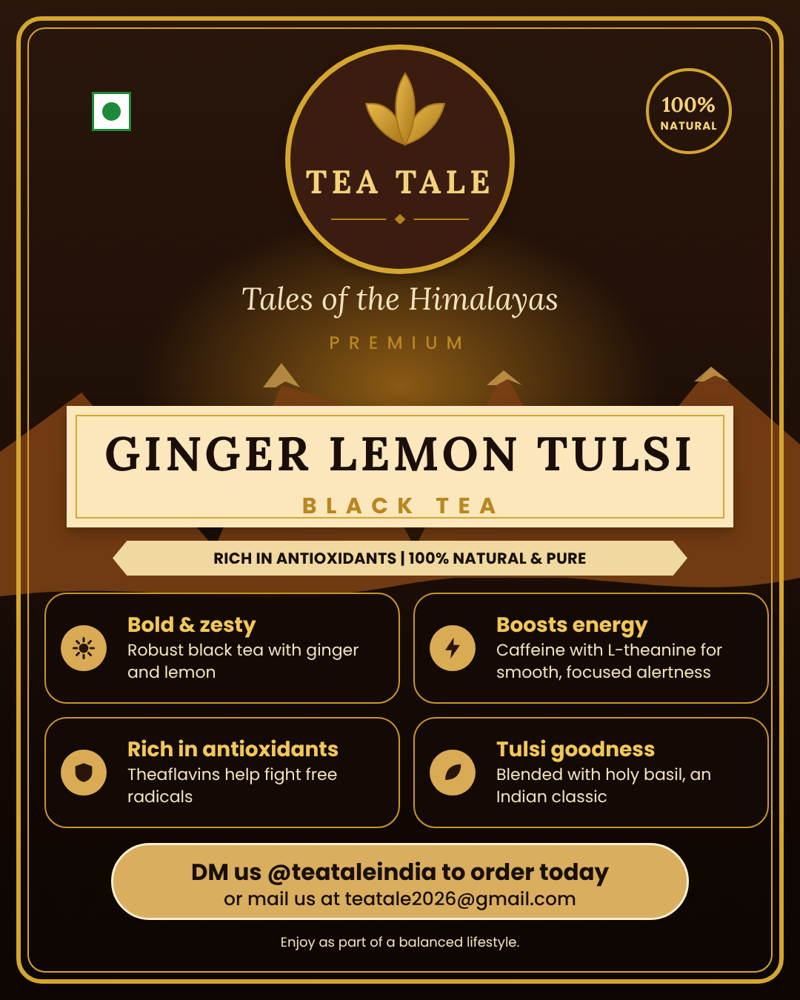 100%
NATURAL
TEA TALE
Tales of the Himalayas
PREMIUM
GINGER LEMON TULSI
BLACK TEA
RICH IN ANTIOXIDANTS | 100% NATURAL & PURE
Bold & zesty
Robust black tea with ginger
and lemon
Boosts energy
Caffeine with L-theanine for
smooth, focused alertness
Rich in antioxidants
Theaflavins help fight free
radicals
Tulsi goodness
Blended with holy basil, an
Indian classic
DM us @teataleindia to order today
or mail us at teatale2026@gmail.com
Enjoy as part of a balanced lifestyle.